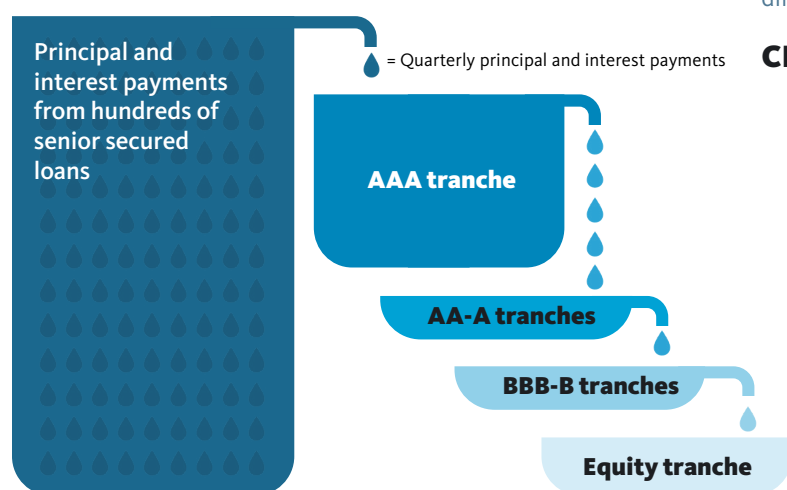 Principal and
interest payments
from hundreds of
senior secured
loans
= Quarterly principal and interest payments
AAA tranche
AA-A tranches
BBB-B tranches
Equity tranche